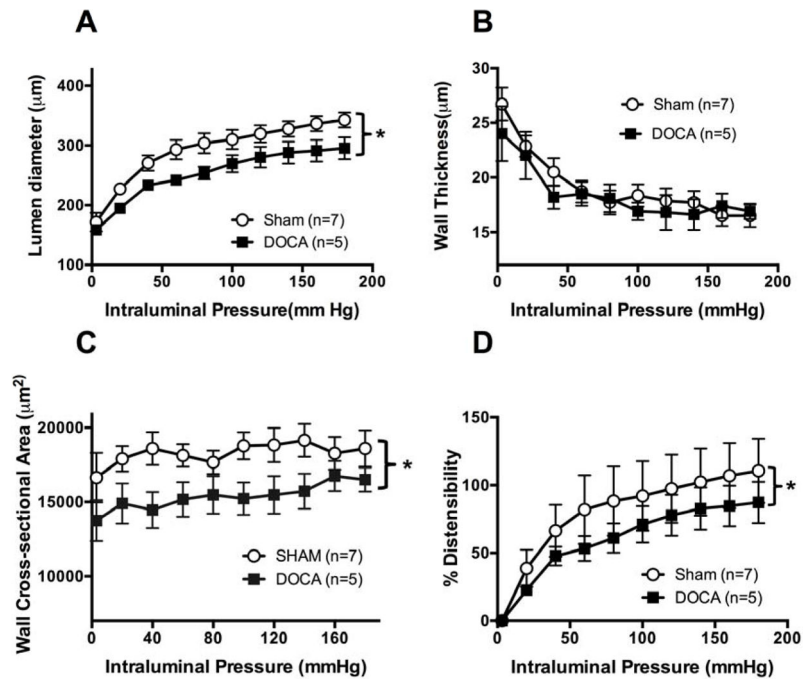 A
Lumen diameter (μm)
400
300
200
100
0
50
100
150
200
Sham (n=7)
DOCA (n=5)
*
Intraluminal Pressure(mm Hg)
B
Wall Thickness(μm)
30
25
20
15
0
50
100
150
200
Sham (n=7)
DOCA (n=5)
Intraluminal Pressure (mmHg)
C
Wall Cross-sectional Area (μm²)
20000
15000
10000
0
40
80
120
160
SHAM (n=7)
DOCA (n=5)
*
Intraluminal Pressure (mmHg)
D
% Distensibility
150
100
50
0
0
50
100
150
200
Sham (n=7)
DOCA (n=5)
*
Intraluminal Pressure (mmHg)